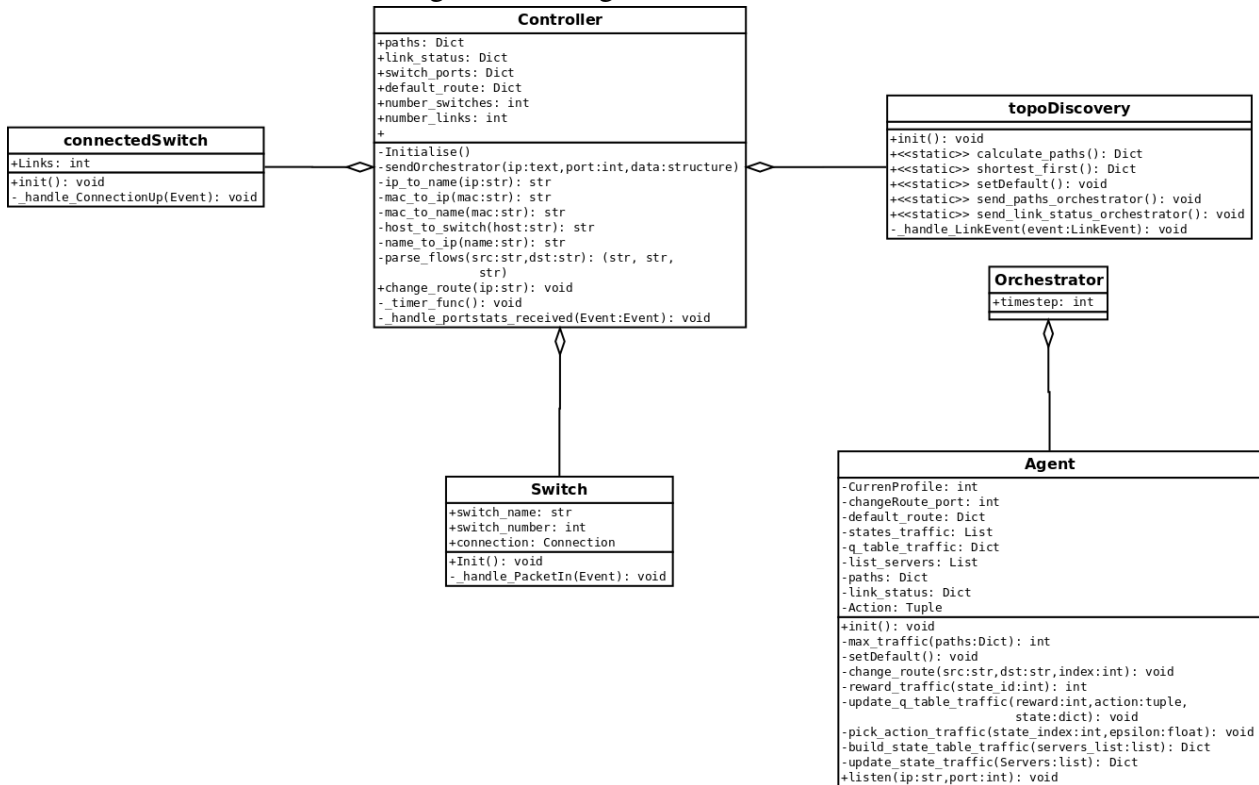 Controller
+paths: Dict
+link_status: Dict
+switch_ports: Dict
+default_route: Dict
+number_switches: int
+number_links: int
+
-Initialise()
-sendOrchestrator(ip:text,port:int,data:structure)
-ip_to_name(ip:str): str
-mac_to_ip(mac:str): str
-mac_to_name(mac:str): str
-host_to_switch(host:str): str
-name_to_ip(name:str): str
-parse_flows(src:str,dst:str): (str, str,
str)
+change_route(ip:str): void
-_timer_func(): void
-_handle_portstats_received(Event:Event): void
connectedSwitch
+Links: int
+init(): void
-_handle_ConnectionUp(Event): void
topoDiscovery
+init(): void
+<<static>> calculate_paths(): Dict
+<<static>> shortest_first(): Dict
+<<static>> setDefault(): void
+<<static>> send_paths_orchestrator(): void
+<<static>> send_link_status_orchestrator(): void
-_handle_LinkEvent(event:LinkEvent): void
Orchestrator
+timestep: int
Switch
+switch_name: str
+switch_number: int
+connection: Connection
+Init(): void
-_handle_PacketIn(Event): void
Agent
-CurrenProfile: int
-changeRoute_port: int
-default_route: Dict
-states_traffic: List
-q_table_traffic: Dict
-list_servers: List
-paths: Dict
-link_status: Dict
-Action: Tuple
+init(): void
-max_traffic(paths:Dict): int
-setDefault(): void
-change_route(src:str,dst:str,index:int): void
-reward_traffic(state_id:int): int
-update_q_table_traffic(reward:int,action:tuple,
state:dict): void
-pick_action_traffic(state_index:int,epsilon:float): void
-build_state_table_traffic(servers_list:list): Dict
-update_state_traffic(Servers:list): Dict
+listen(ip:str,port:int): void